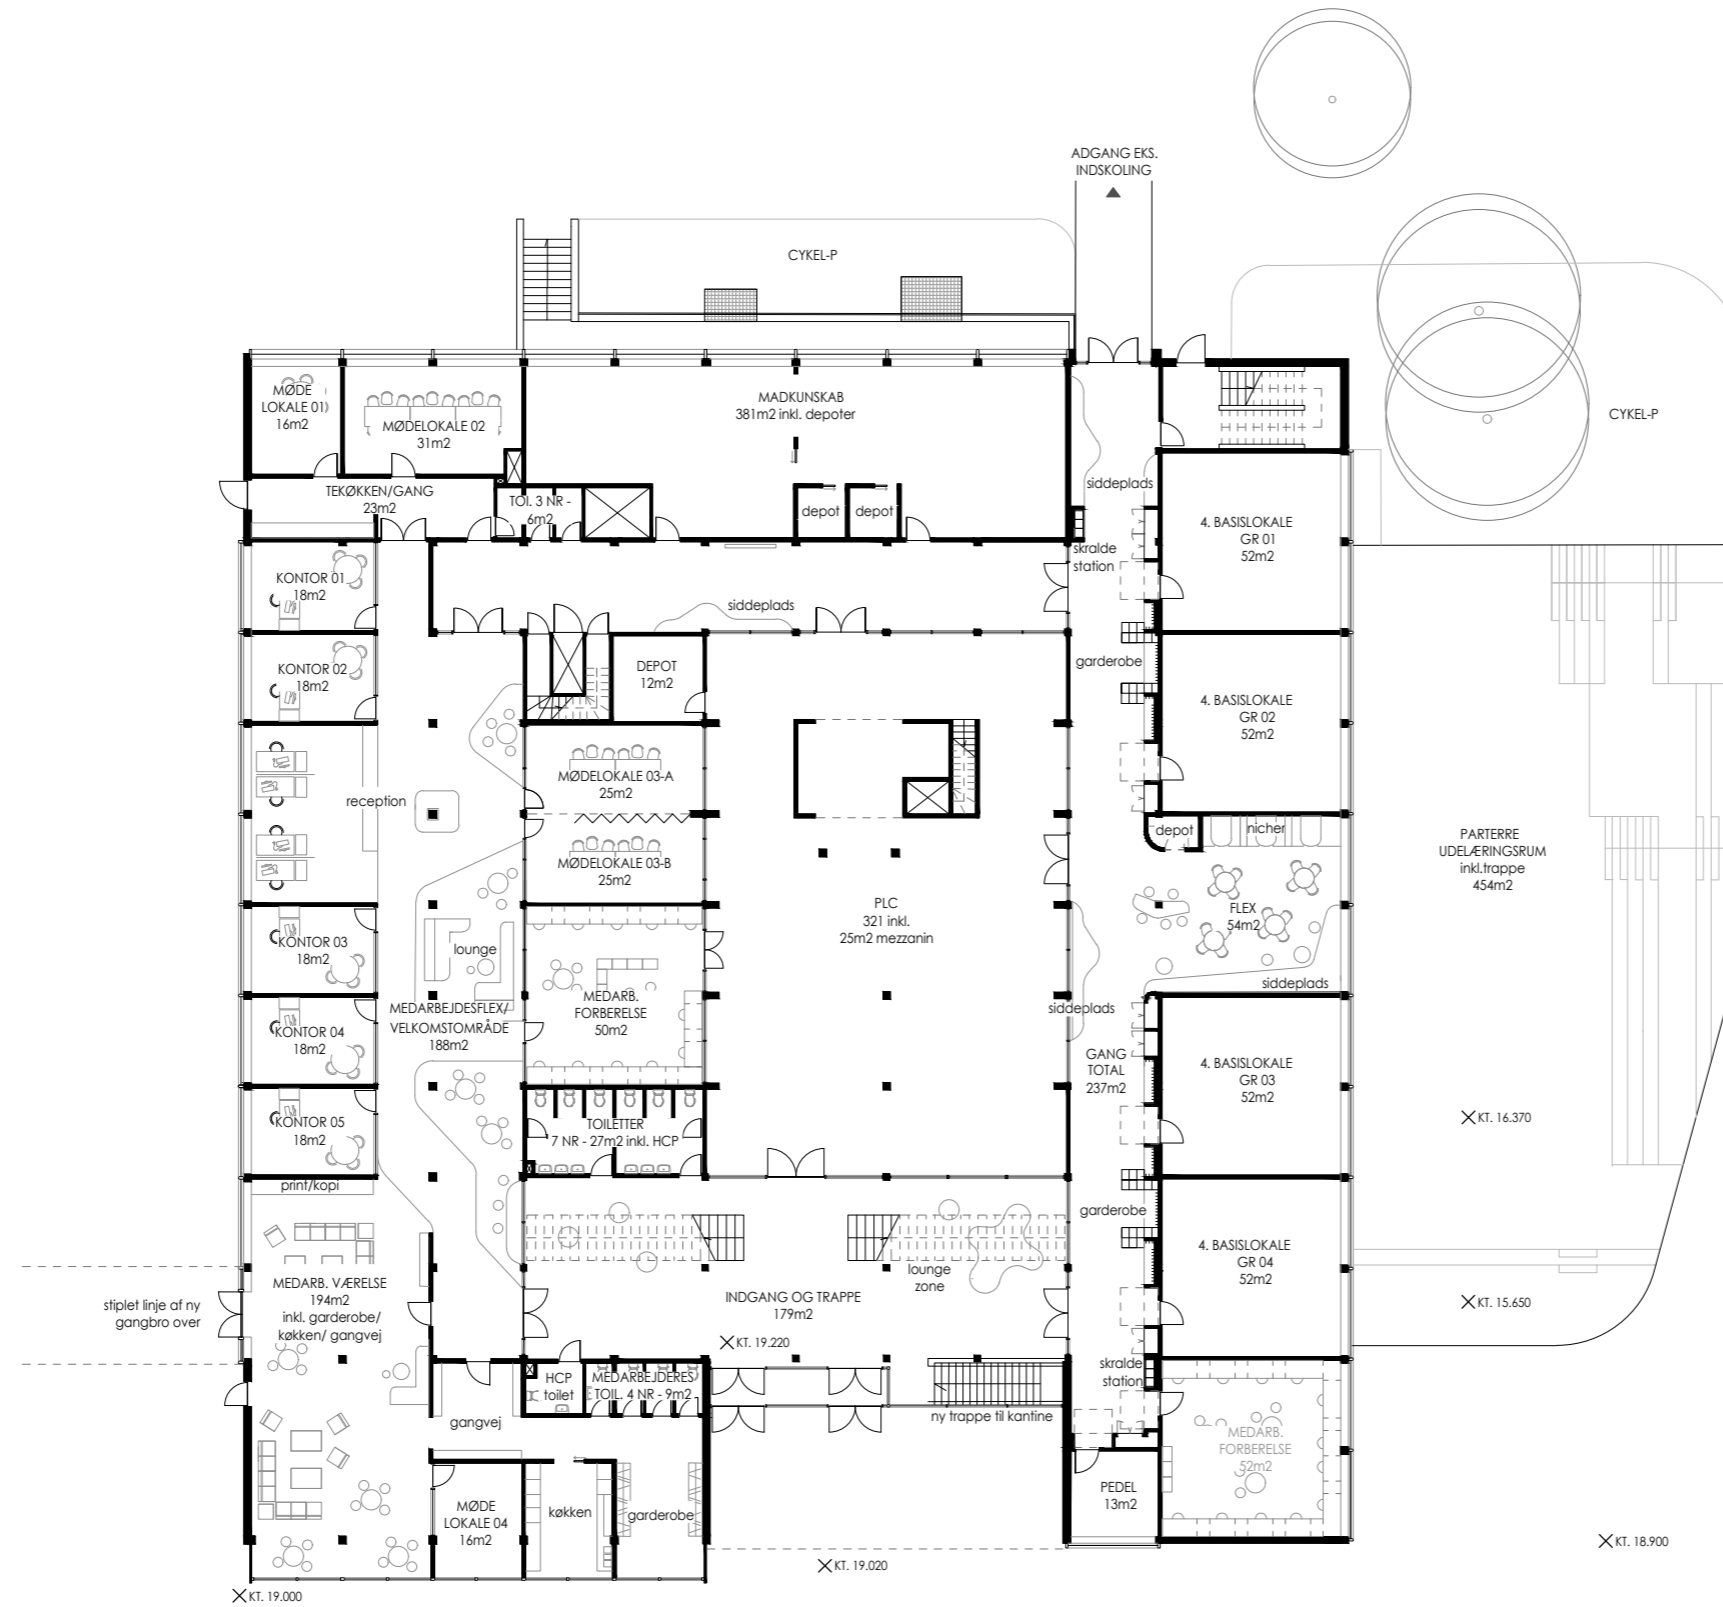 ADGANG EKS.
INDSKOLING
CYKEL-P
CYKEL-P
MØDE
LOKALE 01
16m2
MØDELOKALE 02
31m2
MADKUNSKAB
381m2 inkl. depoter
TEKØKKEN/GANG
23m2
TOI. 3 NR -
6m2
depot
depot
siddeplads
skralde
station
4. BASISLOKALE
GR 01
52m2
KONTOR 01
18m2
siddeplads
KONTOR 02
18m2
DEPOT
12m2
garderobe
4. BASISLOKALE
GR 02
52m2
reception
MØDELOKALE 03-A
25m2
MØDELOKALE 03-B
25m2
depot
nicher
PARTERRE
UDELÆRINGSRUM
inkl.trappe
454m2
PLC
321 inkl.
25m2 mezzanin
FLEX
54m2
KONTOR 03
18m2
lounge
siddeplads
MEDARB.
FORBERELSE
50m2
MEDARBEJDESFLEX/
VELKOMSTOMRÅDE
188m2
siddeplads
KONTOR 04
18m2
GANG
TOTAL
237m2
4. BASISLOKALE
GR 03
52m2
KONTOR 05
18m2
TOILETTER
7 NR - 27m2 inkl. HCP
KT. 16.370
print/kopi
garderobe
4. BASISLOKALE
GR 04
52m2
lounge
zone
MEDARB. VÆRELSE
194m2
inkl. garderobe/
køkken/ gangvej
stiplet linje af ny
gangbro over
INDGANG OG TRAPPE
179m2
KT. 15.650
KT. 19.220
HCP
toilet
MEDARBEJDERES
TOIL. 4 NR - 9m2
skralde
station
gangvej
ny trappe til kantine
MEDARB.
FORBERELSE
52m2
PEDEL
13m2
MØDE
LOKALE 04
16m2
køkken
garderobe
KT. 18.900
KT. 19.020
KT. 19.000